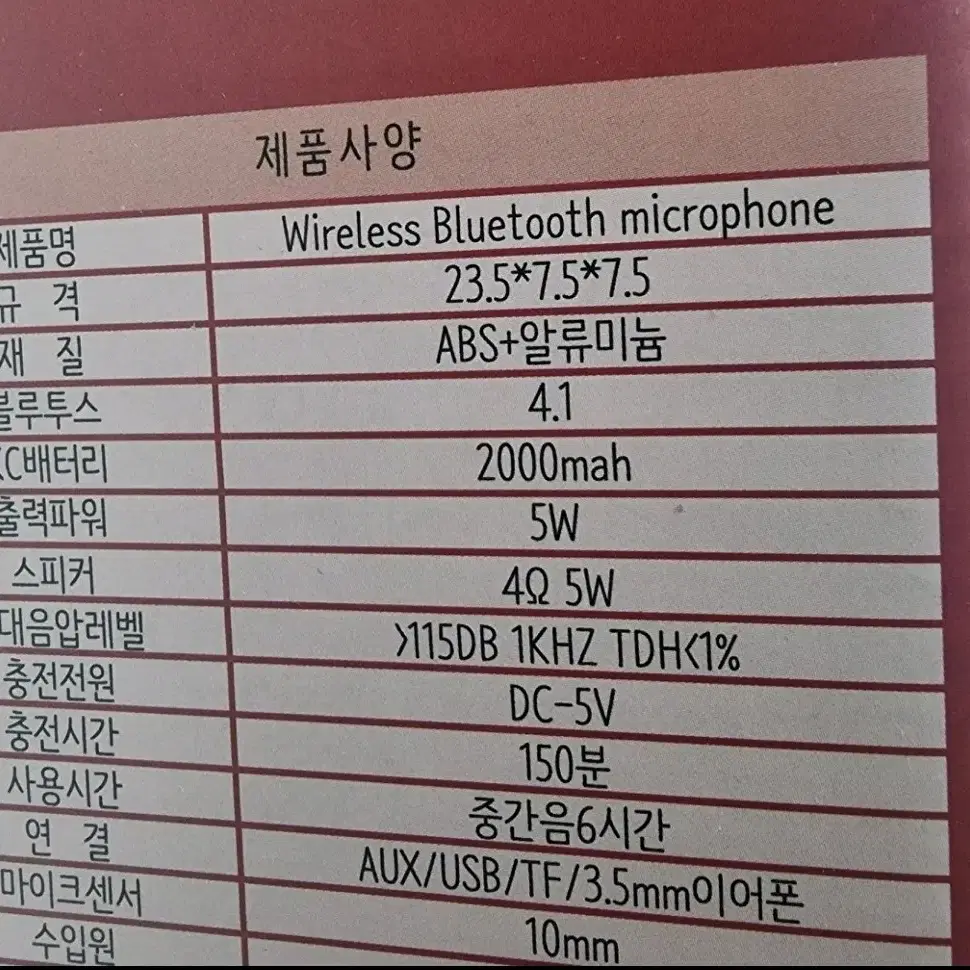 제품사양
제품명 Wireless Bluetooth microphone
규 격 23.5*7.5*7.5
재 질 ABS+알류미늄
블루투스 4.1
KC배터리 2000mah
출력파워 5W
스피커 4Ω 5W
대음압레벨 >115DB 1KHZ TDH<1%
충전전원 DC-5V
충전시간 150분
사용시간 중간음6시간
연 결 AUX/USB/TF/3.5mm이어폰
마이크센서 10mm
수입원